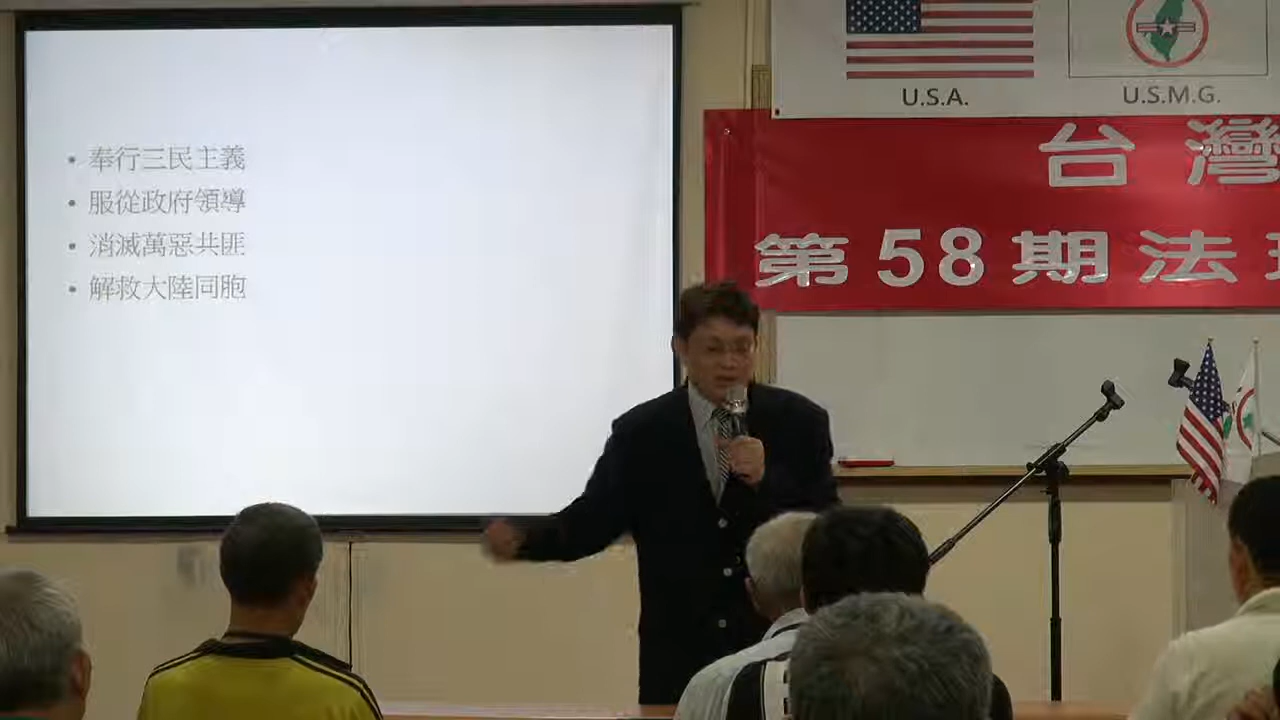 奉行三民主義
服從政府領導
消滅萬惡共匪
解救大陸同胞
U.S.A.
U.S.M.G.
台灣
第58期法